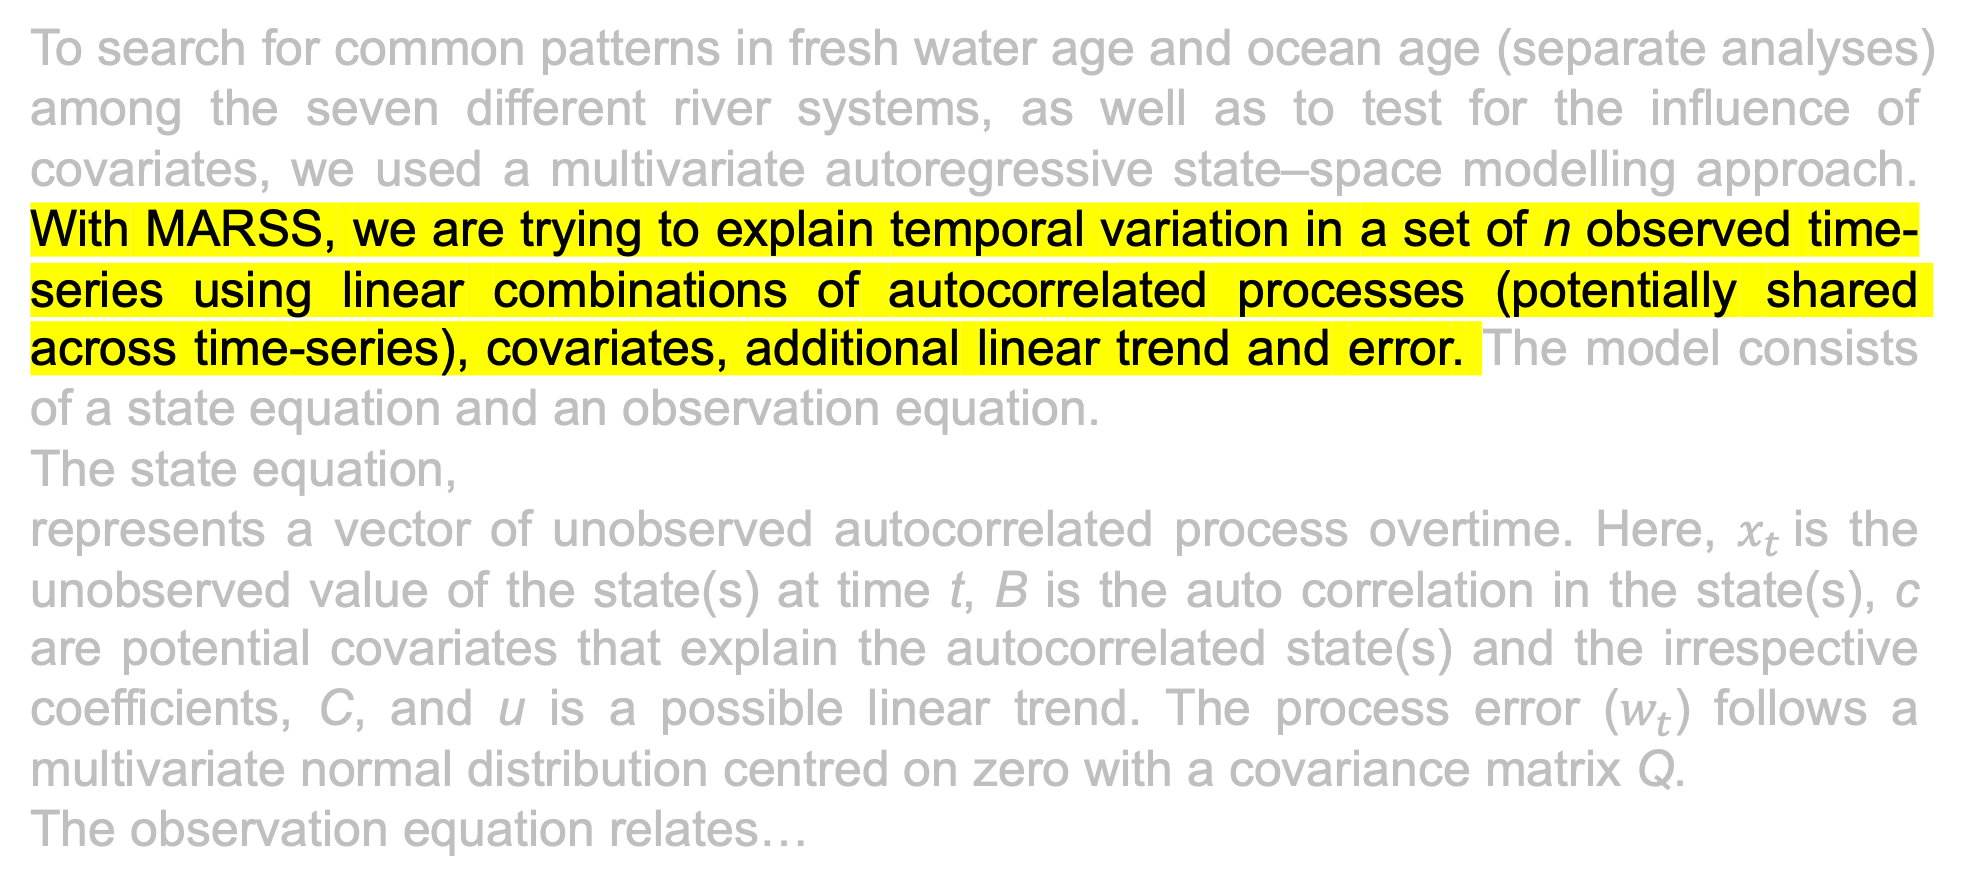 To search for common patterns in fresh water age and ocean age (separate analyses)
among the seven different river systems, as well as to test for the influence of
covariates, we used a multivariate autoregressive state–space modelling approach.
With MARSS, we are trying to explain temporal variation in a set of n observed time-
series using linear combinations of autocorrelated processes (potentially shared
across time-series), covariates, additional linear trend and error. The model consists
of a state equation and an observation equation.
The state equation,
represents a vector of unobserved autocorrelated process overtime. Here, x_t is the
unobserved value of the state(s) at time t, B is the auto correlation in the state(s), c
are potential covariates that explain the autocorrelated state(s) and the irrespective
coefficients, C, and u is a possible linear trend. The process error (w_t) follows a
multivariate normal distribution centred on zero with a covariance matrix Q.
The observation equation relates…